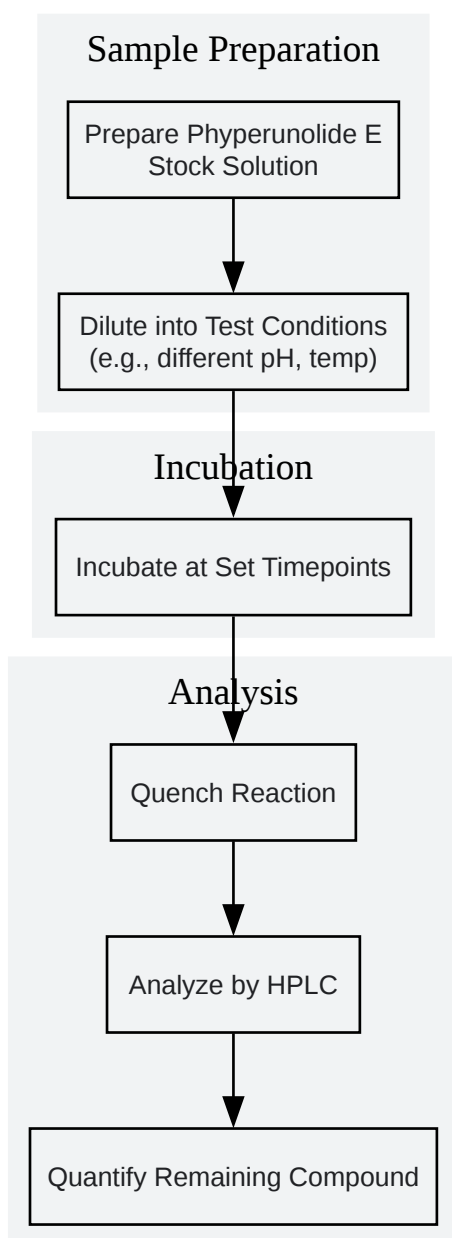 Sample Preparation
Prepare Phyperunolide E
Stock Solution
Dilute into Test Conditions
(e.g., different pH, temp)
Incubation
Incubate at Set Timepoints
Analysis
Quench Reaction
Analyze by HPLC
Quantify Remaining Compound